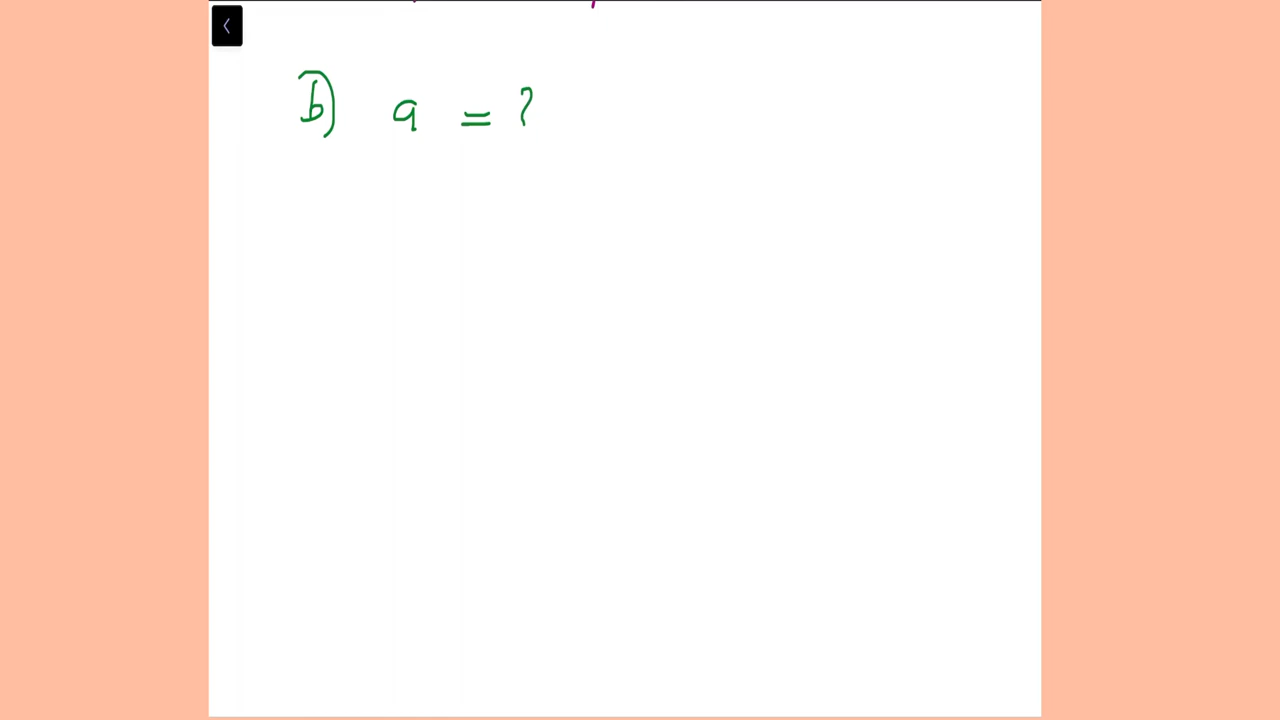 b) a = ?